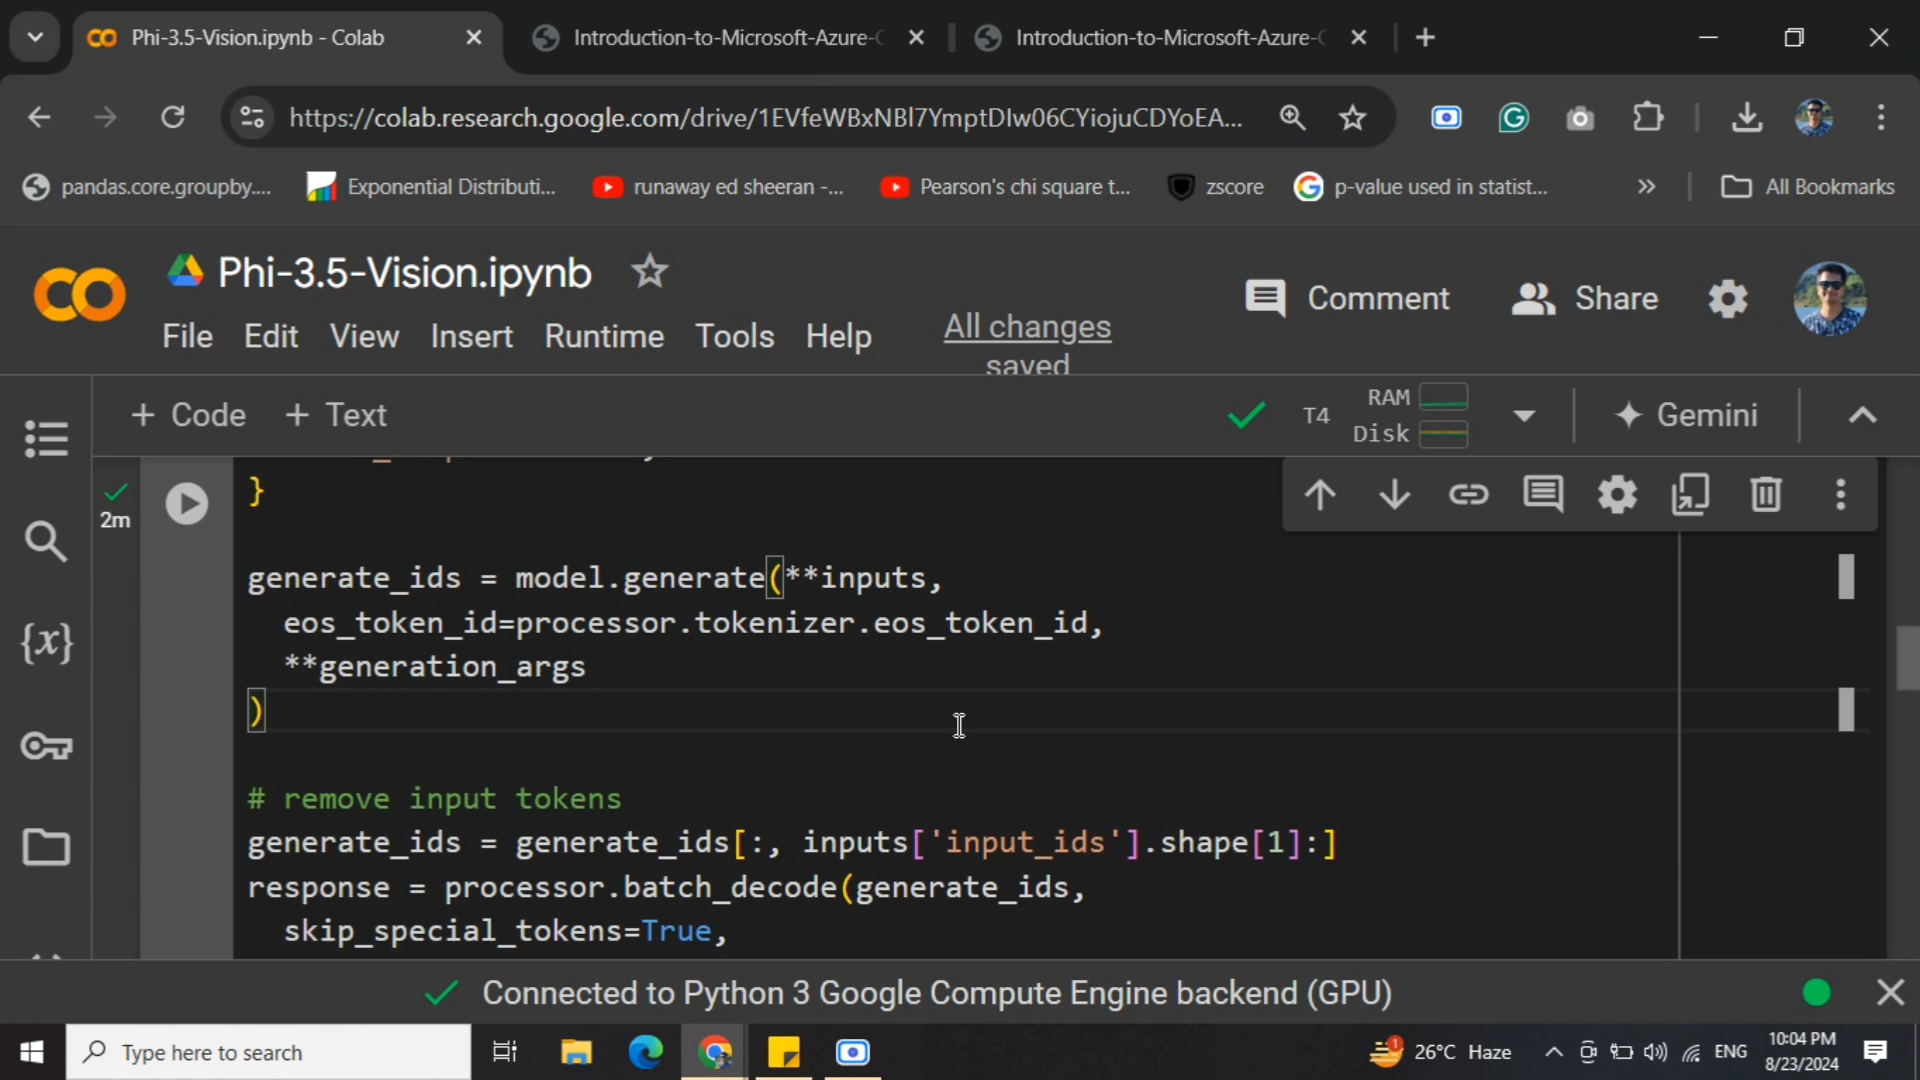 Phi-3.5-Vision.ipynb - Colab
Introduction-to-Microsoft-Azure-C
Introduction-to-Microsoft-Azure-C
https://colab.research.google.com/drive/1EVfeWBxNBl7YmptDIw06CYiojuCDYoEA...
pandas.core.groupby....
Exponential Distributi...
runaway ed sheeran -...
Pearson's chi square t...
zscore
p-value used in statist...
All Bookmarks
Phi-3.5-Vision.ipynb
Comment
Share
File Edit View Insert Runtime Tools Help
All changes
saved
+ Code + Text
T4
RAM
Disk
Gemini
2m
}
generate_ids = model.generate(**inputs,
eos_token_id=processor.tokenizer.eos_token_id,
**generation_args
)
# remove input tokens
generate_ids = generate_ids[:, inputs['input_ids'].shape[1]:]
response = processor.batch_decode(generate_ids,
skip_special_tokens=True,
Connected to Python 3 Google Compute Engine backend (GPU)
Type here to search
1
26°C Haze
ENG
10:04 PM
8/23/2024